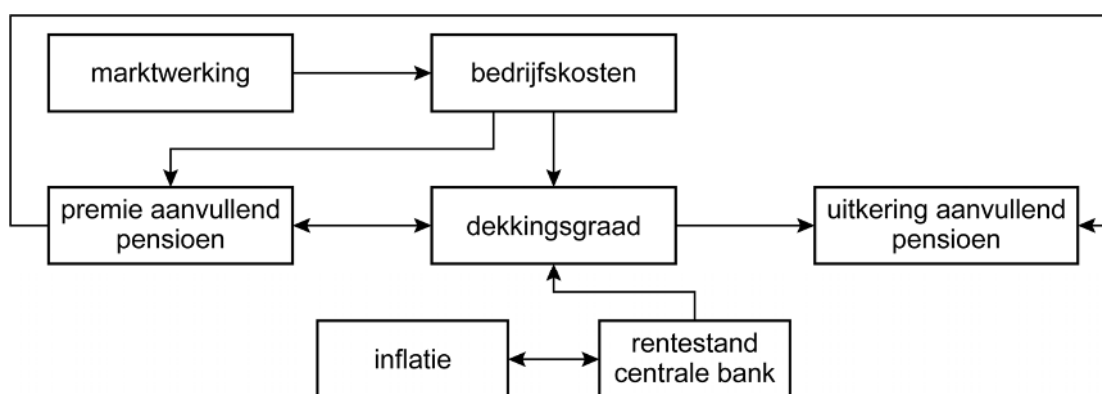 marktwerking
bedrijfskosten
premie aanvullend
pensioen
dekkingsgraad
uitkering aanvullend
pensioen
inflatie
rentestand
centrale bank